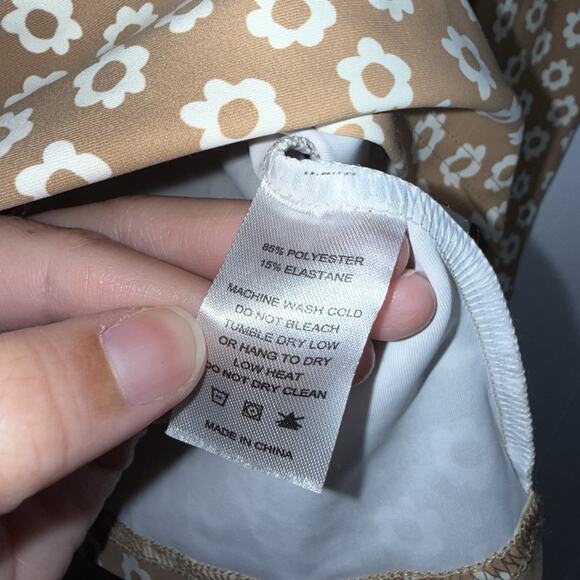 85% POLYESTER
15% ELASTANE
MACHINE WASH COLD
DO NOT BLEACH
TUMBLE DRY LOW
OR HANG TO DRY
LOW HEAT
DO NOT DRY CLEAN
MADE IN CHINA